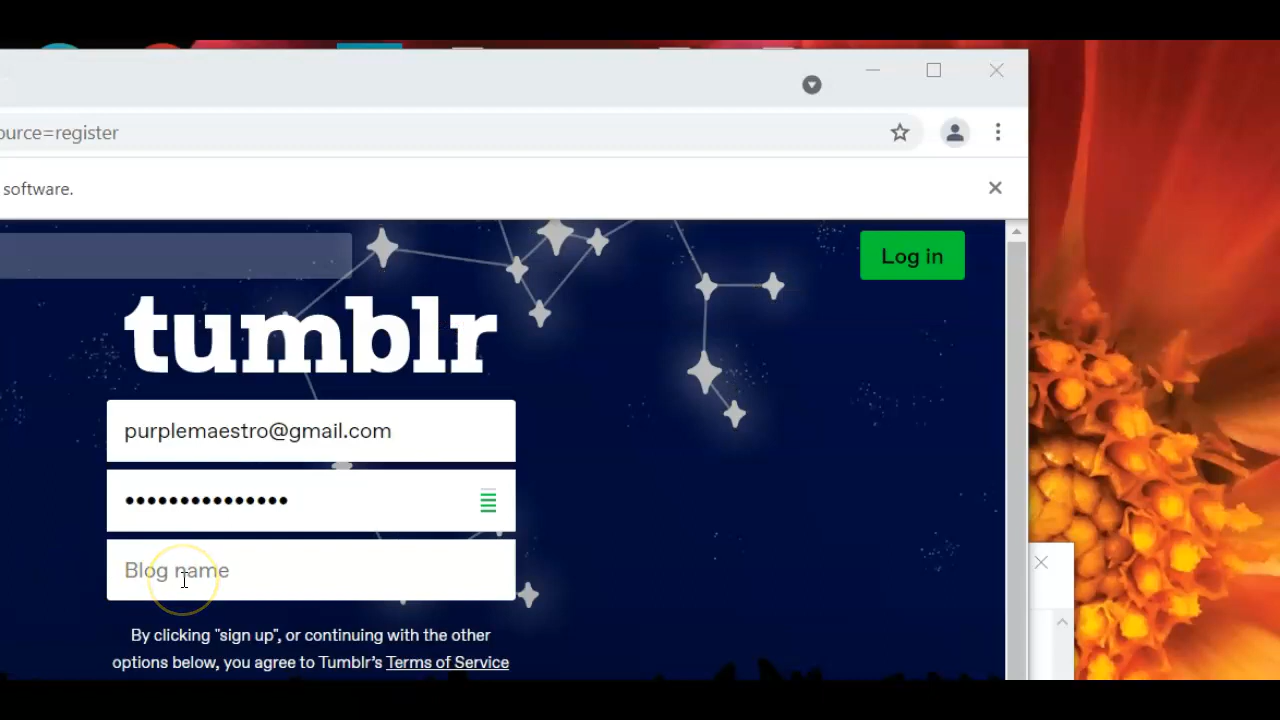 ource=register
software.
Log in
tumblr
purplemaestro@gmail.com
•••••••••••••••
Blog name
By clicking "sign up", or continuing with the other
options below, you agree to Tumblr's Terms of Service